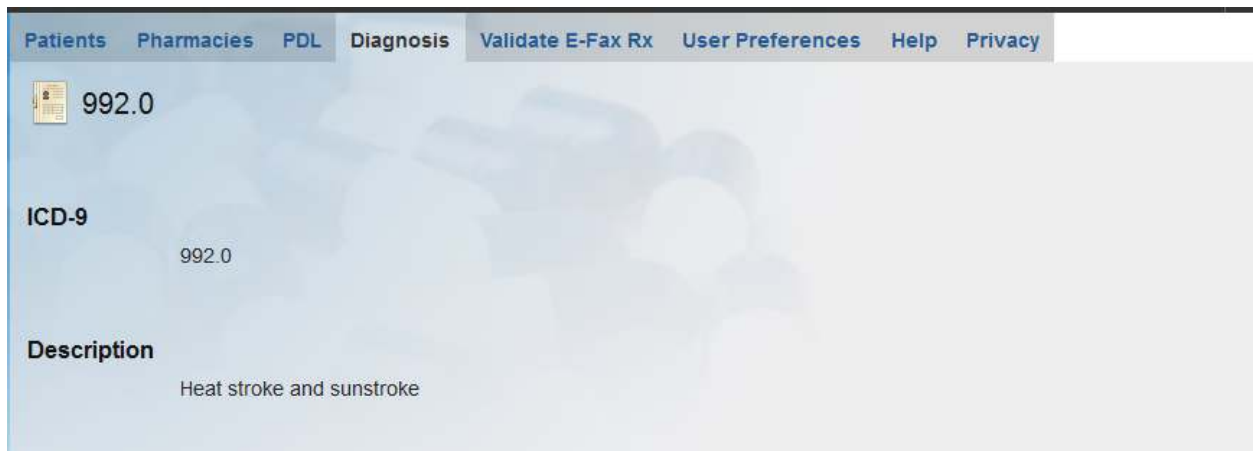 Patients Pharmacies PDL Diagnosis Validate E-Fax Rx User Preferences Help Privacy
992.0
ICD-9
992.0
Description
Heat stroke and sunstroke